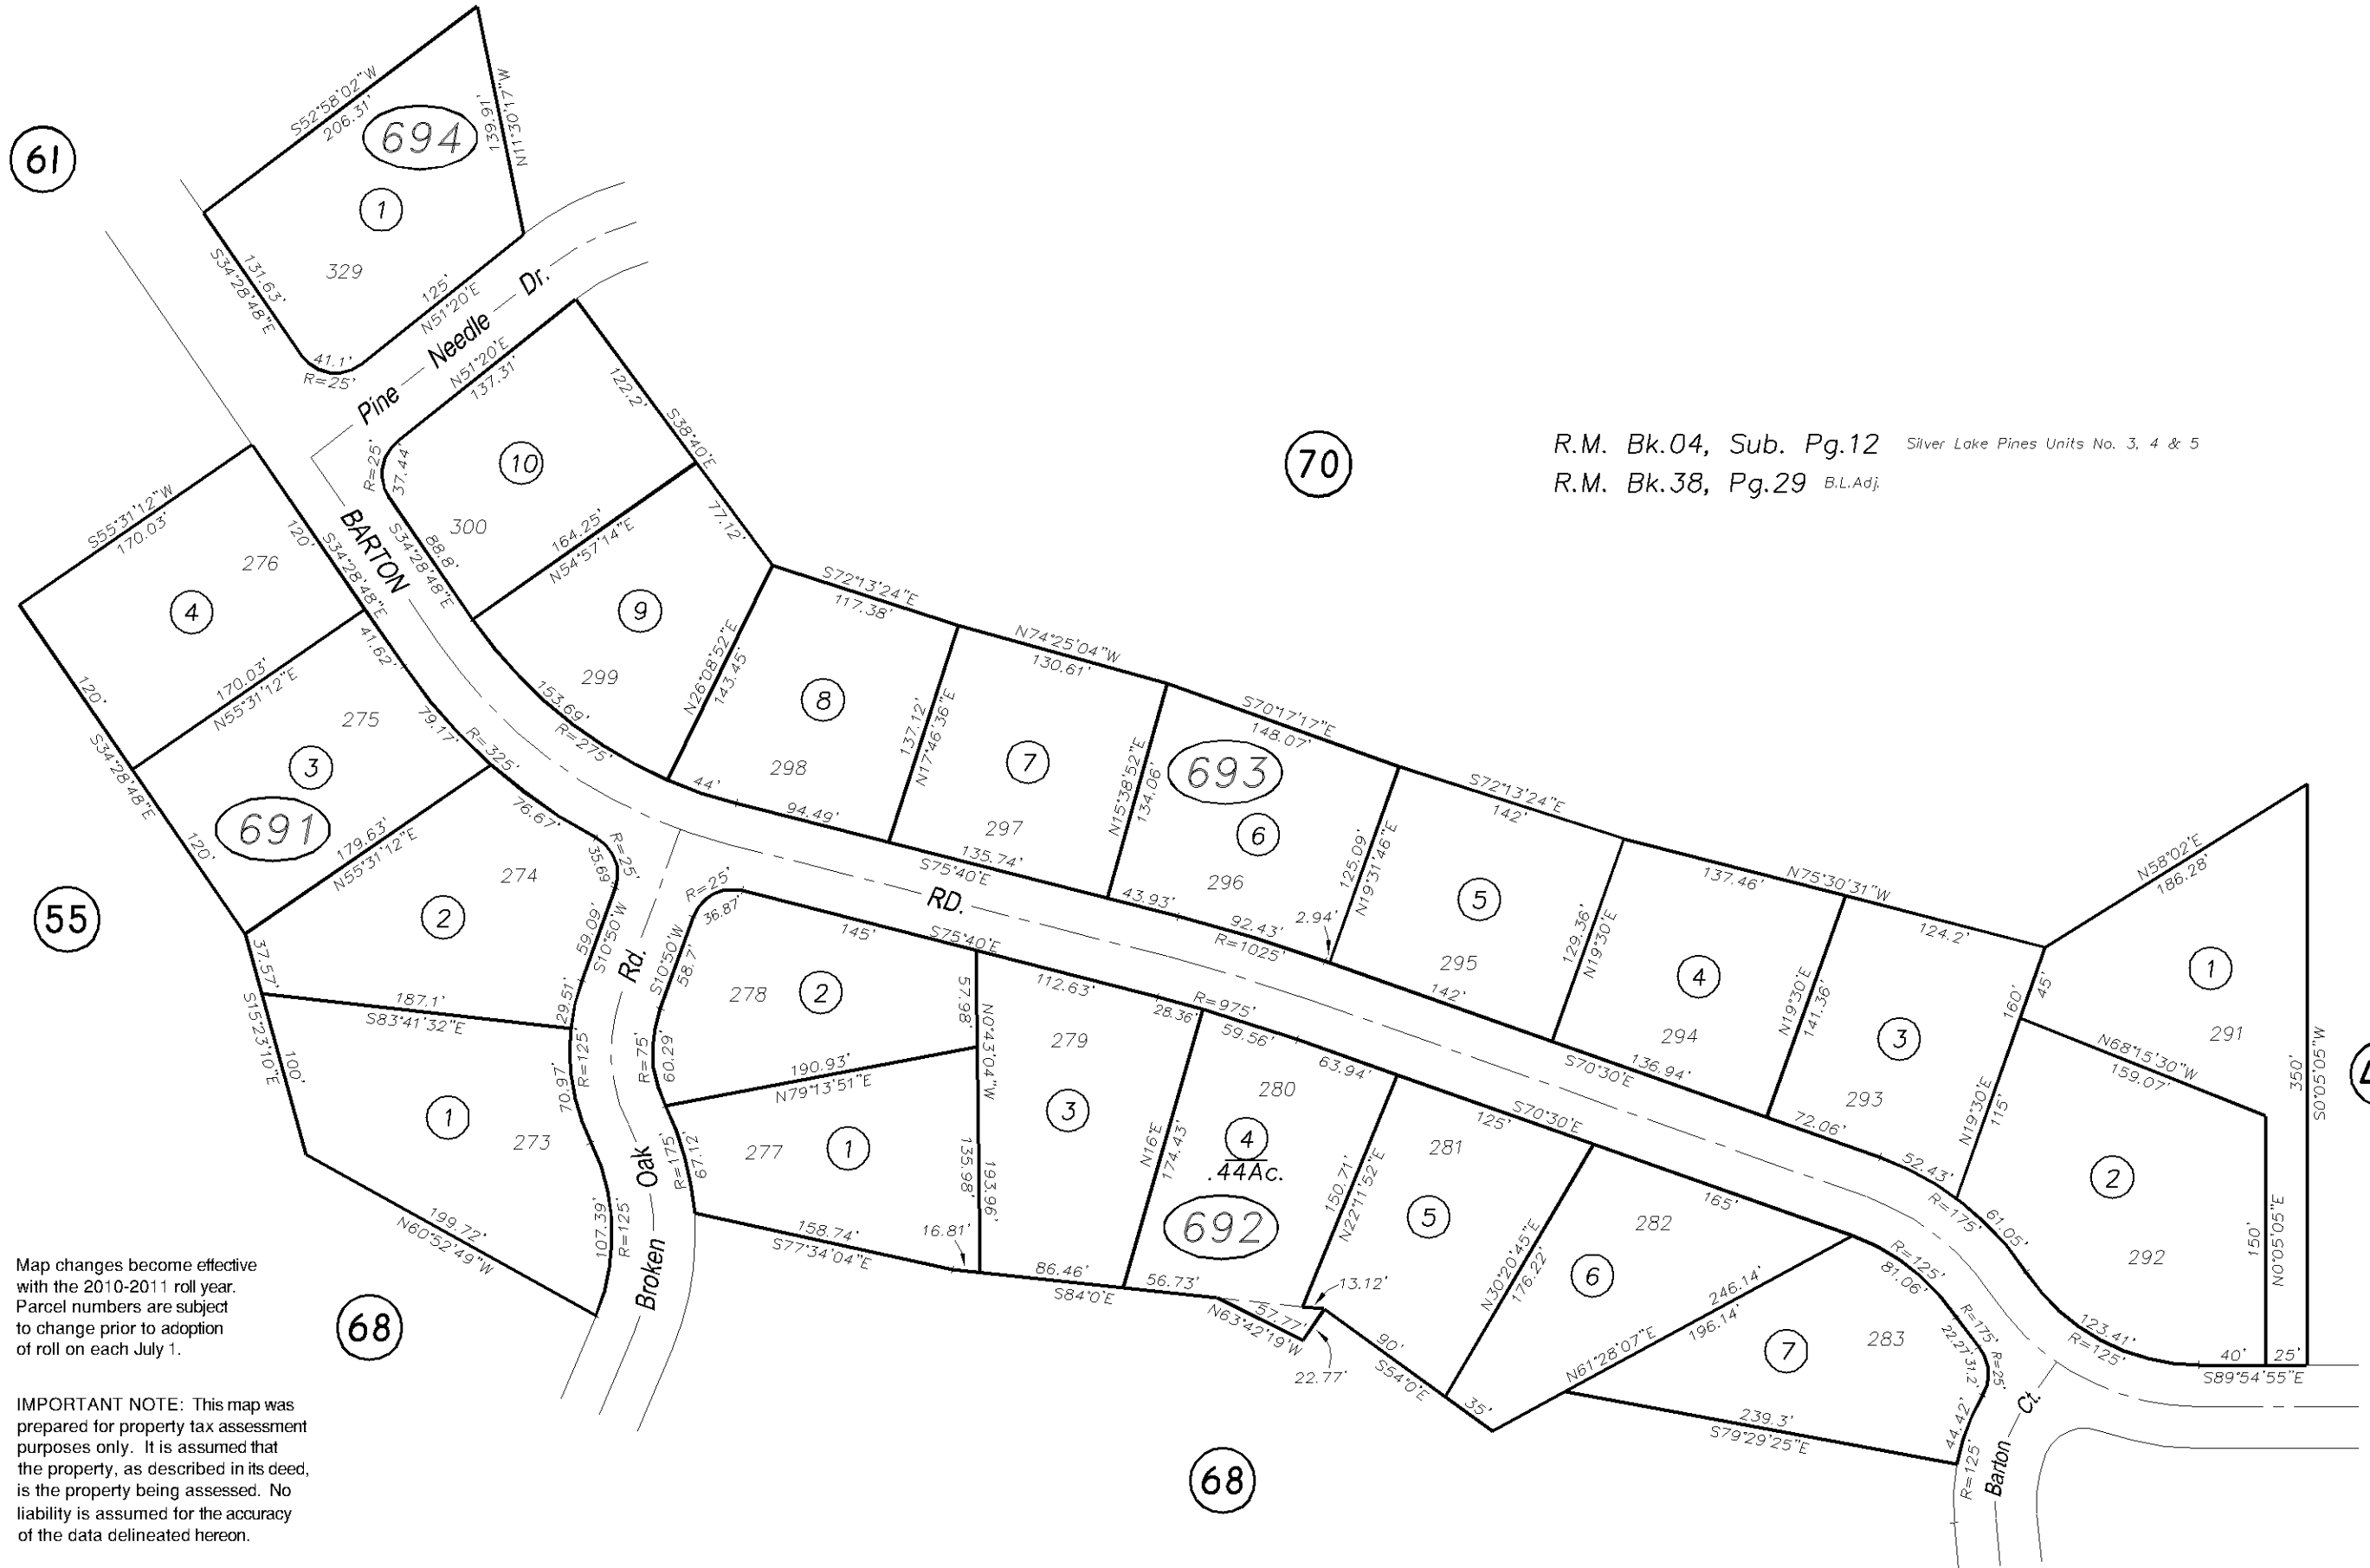 61
694
1
329
S52°58'02"W
206.31'
N11°30'17"W
139.91'
131.63'
S34°28'48"E
125'
N51°20'E
41.1'
R=25'
Pine Needle Dr.
N51°20'E
137.31'
R=25'
37.44'
122.2'
S38°40'E
77.12'
10
300
88.8'
S34°28'48"E
164.25'
N54°57'14"E
BARTON
RD.
70
R.M. Bk.04, Sub. Pg.12 Silver Lake Pines Units No. 3, 4 & 5
R.M. Bk.38, Pg.29 B.L.Adj.
S55°31'12"W
170.03'
120'
S34°28'48"E
276
4
120'
170.03'
N55°31'12"E
41.62'
275
3
79.17'
R=325'
S34°28'48"E
691
120'
179.63'
N55°31'12"E
76.67'
274
2
R=25'
35.69'
59.09'
S10°50'W
37.57'
187.1'
S83°41'32"E
29.51'
S15°23'10"E
100'
1
273
70.97'
R=125'
199.72'
N60°52'49"W
107.39'
R=125'
55
9
299
153.69'
R=275'
N26°08'52"E
143.45'
S72°13'24"E
117.38'
8
298
44'
94.49'
137.12'
N17°46'36"E
N74°25'04"W
130.61'
7
297
135.74'
S75°40'E
N15°38'52"E
134.06'
S70°17'17"E
148.07'
693
6
296
43.93'
92.43'
R=1025'
2.94'
125.09'
N19°31'46"E
S72°13'24"E
142'
5
295
142'
129.36'
N19°30'E
137.46'
N75°30'31"W
4
294
S70°30'E
136.94'
N19°30'E
141.36'
124.2'
3
293
72.06'
52.43'
R=175'
61.05'
160'
45'
N19°30'E
115'
N58°02'E
186.28'
1
291
N68°15'30"W
159.07'
350'
S0°05'05"W
2
292
150'
N0°05'05"E
123.41'
R=125'
40'
25'
S89°54'55"E
Broken Oak Rd.
R=25'
36.87'
S10°50'W
58.7'
145'
S75°40'E
278
2
57.98'
N0°43'04"W
R=75'
60.29'
190.93'
N79°13'51"E
277
1
R=175'
67.12'
135.98'
193.96'
158.74'
S77°34'04"E
16.81'
112.63'
28.36'
R=975'
59.56'
63.94'
279
3
N16°E
174.43'
86.46'
S84°0'E
56.73'
280
4
.44Ac.
692
150.71'
N22°11'52"E
57.77'
N63°42'19"W
13.12'
22.77'
281
5
125'
S70°30'E
90'
S54°0'E
35'
N30°20'45"E
176.22'
282
6
165'
246.14'
N61°28'07"E
196.14'
R=125'
81.06'
283
7
R=175'
22.27'
31.2'
R=25'
239.3'
S79°29'25"E
44.42'
R=125'
Barton Ct.
68
68
Map changes become effective
with the 2010-2011 roll year.
Parcel numbers are subject
to change prior to adoption
of roll on each July 1.
IMPORTANT NOTE: This map was
prepared for property tax assessment
purposes only. It is assumed that
the property, as described in its deed,
is the property being assessed. No
liability is assumed for the accuracy
of the data delineated hereon.